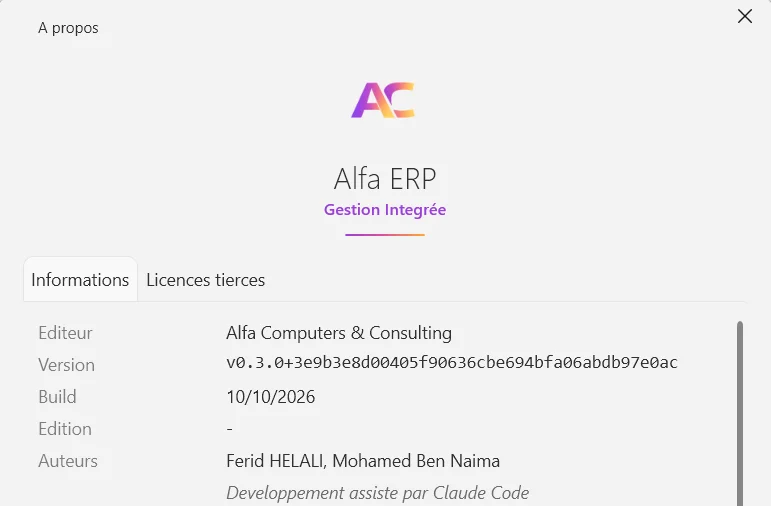 A propos
AC
Alfa ERP
Gestion Integrée
Informations
Licences tierces
Editeur Alfa Computers & Consulting
Version v0.3.0+3e9b3e8d00405f90636cbe694bfa06abdb97e0ac
Build 10/10/2026
Edition -
Auteurs Ferid HELALI, Mohamed Ben Naima
Developpement assiste par Claude Code